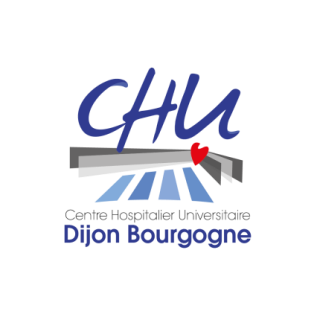 CHU
Centre Hospitalier Universitaire
Dijon Bourgogne